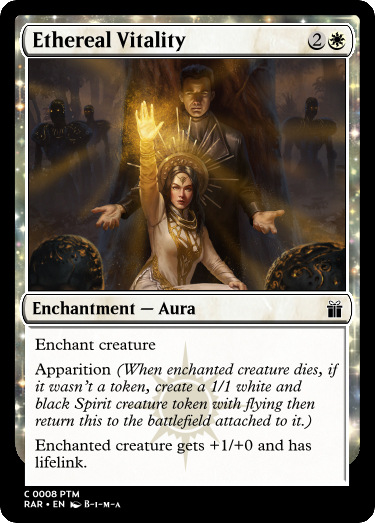 Ethereal Vitality 2
Enchantment — Aura
Enchant creature
Apparition (When enchanted creature dies, if
it wasn't a token, create a 1/1 white and
black Spirit creature token with flying then
return this to the battlefield attached to it.)
Enchanted creature gets +1/+0 and has
lifelink.
C 0008 PTM
RAR • EN B-I-M-A